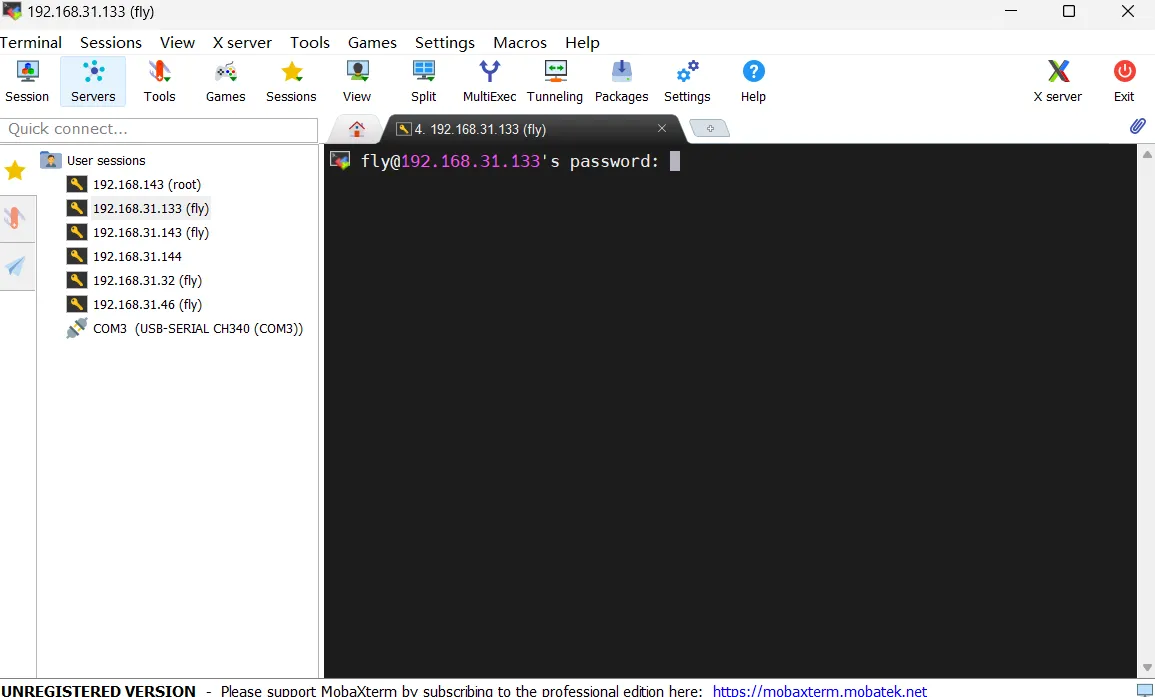 192.168.31.133 (fly)
Terminal Sessions View X server Tools Games Settings Macros Help
Session Servers Tools Games Sessions View Split MultiExec Tunneling Packages Settings Help X server Exit
Quick connect...
4. 192.168.31.133 (fly)
User sessions
192.168.143 (root)
192.168.31.133 (fly)
192.168.31.143 (fly)
192.168.31.144
192.168.31.32 (fly)
192.168.31.46 (fly)
COM3 (USB-SERIAL CH340 (COM3))
fly@192.168.31.133's password:
UNREGISTERED VERSION - Please support MobaXterm by subscribing to the professional edition here: https://mobaxterm.mobatek.net